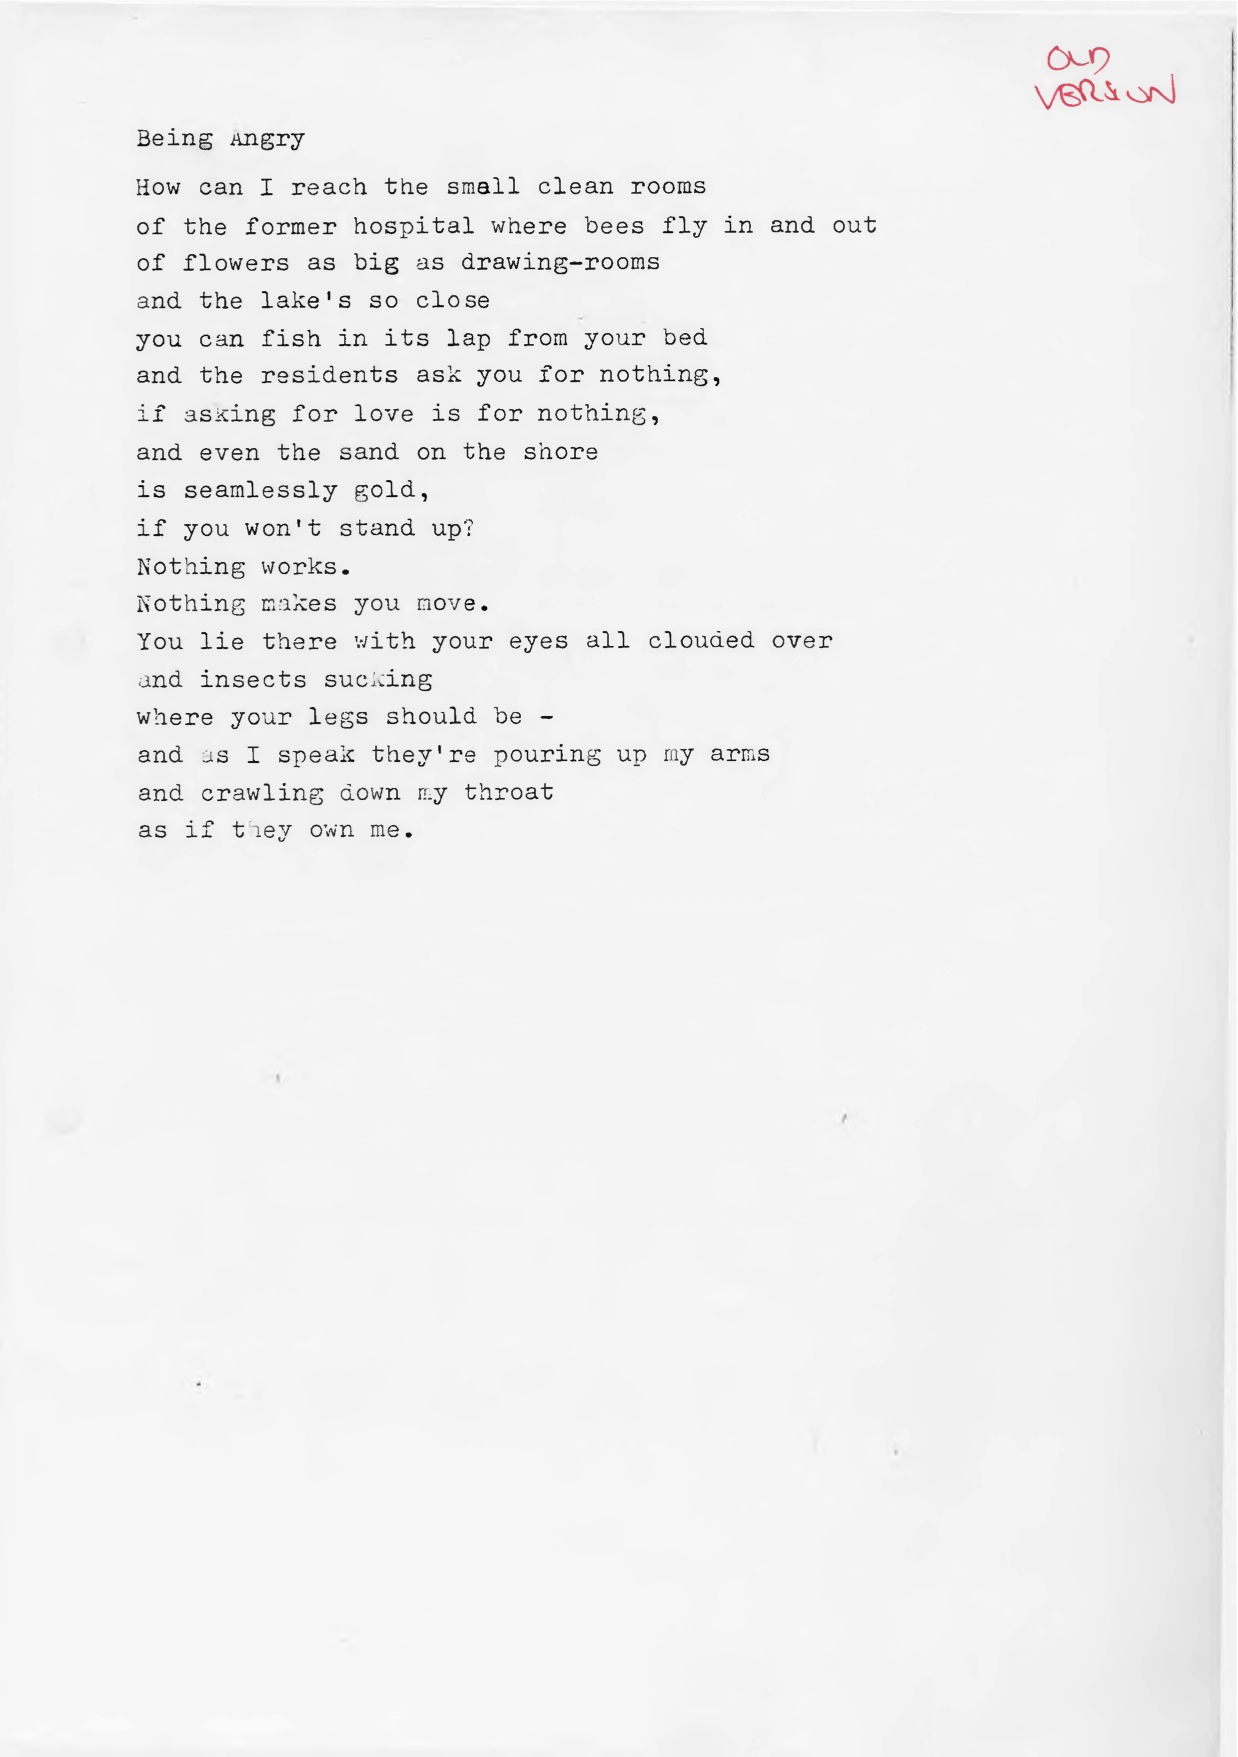 OLD
VERSION
Being Angry
How can I reach the small clean rooms
of the former hospital where bees fly in and out
of flowers as big as drawing-rooms
and the lake's so close
you can fish in its lap from your bed
and the residents ask you for nothing,
if asking for love is for nothing,
and even the sand on the shore
is seamlessly gold,
if you won't stand up?
Nothing works.
Nothing makes you move.
You lie there with your eyes all clouded over
and insects sucking
where your legs should be -
and as I speak they're pouring up my arms
and crawling down my throat
as if they own me.